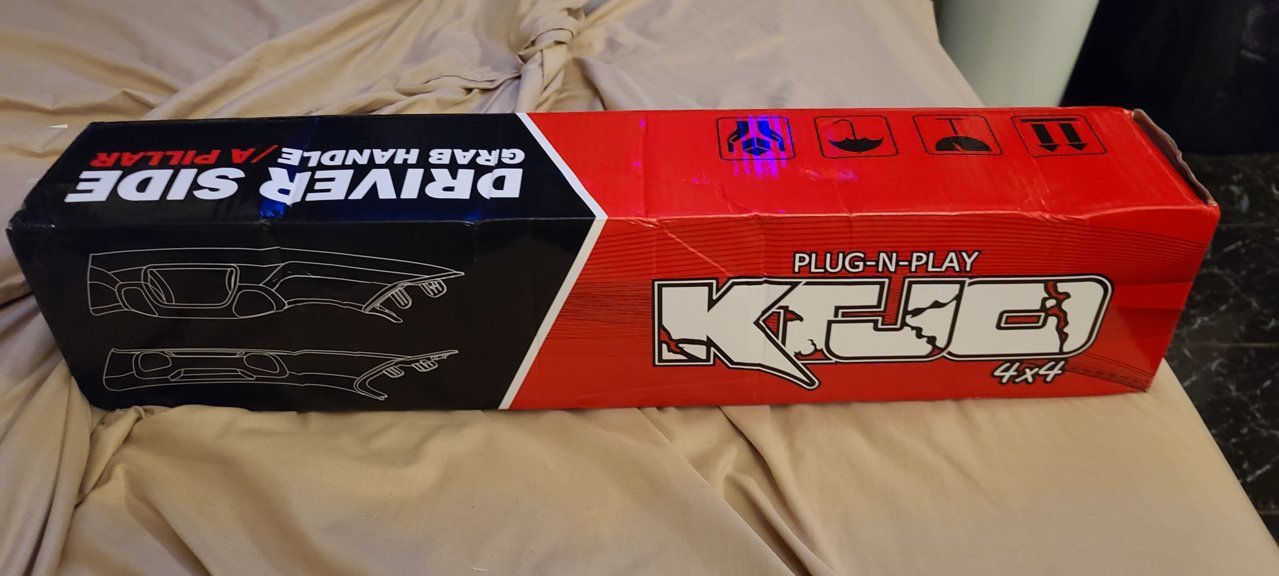 DRIVER SIDE
GRAB HANDLE / A PILLAR
PLUG-N-PLAY
KOJO
4x4